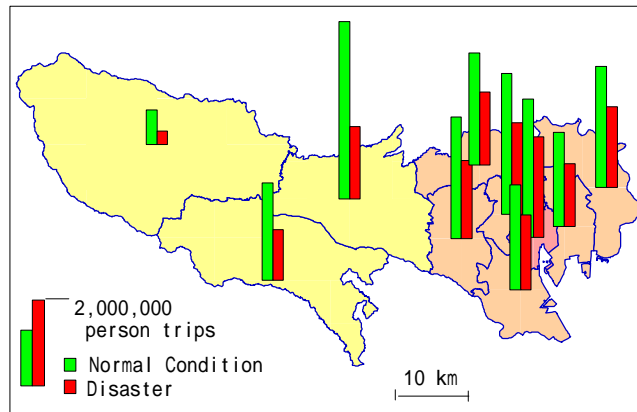 2,000,000
person trips
Normal Condition
Disaster
10 km